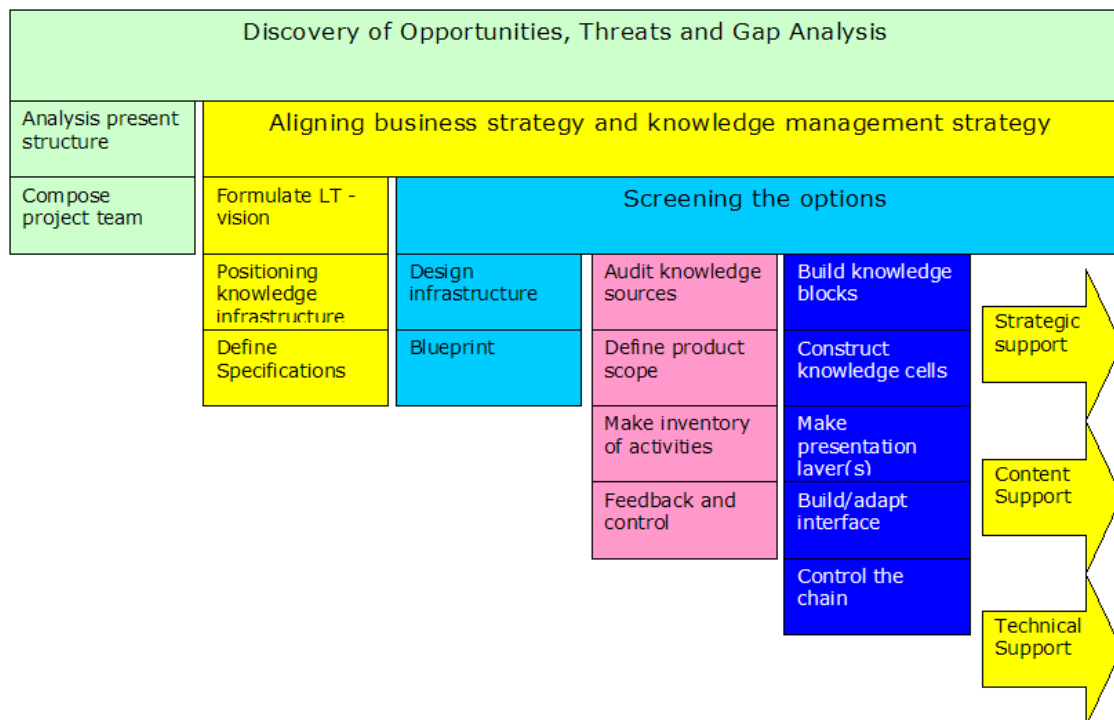 Discovery of Opportunities, Threats and Gap Analysis
Analysis present
structure
Aligning business strategy and knowledge management strategy
Compose
project team
Formulate LT -
vision
Screening the options
Positioning
knowledge
infrastructure
Design
infrastructure
Audit knowledge
sources
Build knowledge
blocks
Strategic
support
Define
Specifications
Blueprint
Define product
scope
Construct
knowledge cells
Make inventory
of activities
Make
presentation
layer(s)
Content
Support
Feedback and
control
Build/adapt
interface
Control the
chain
Technical
Support